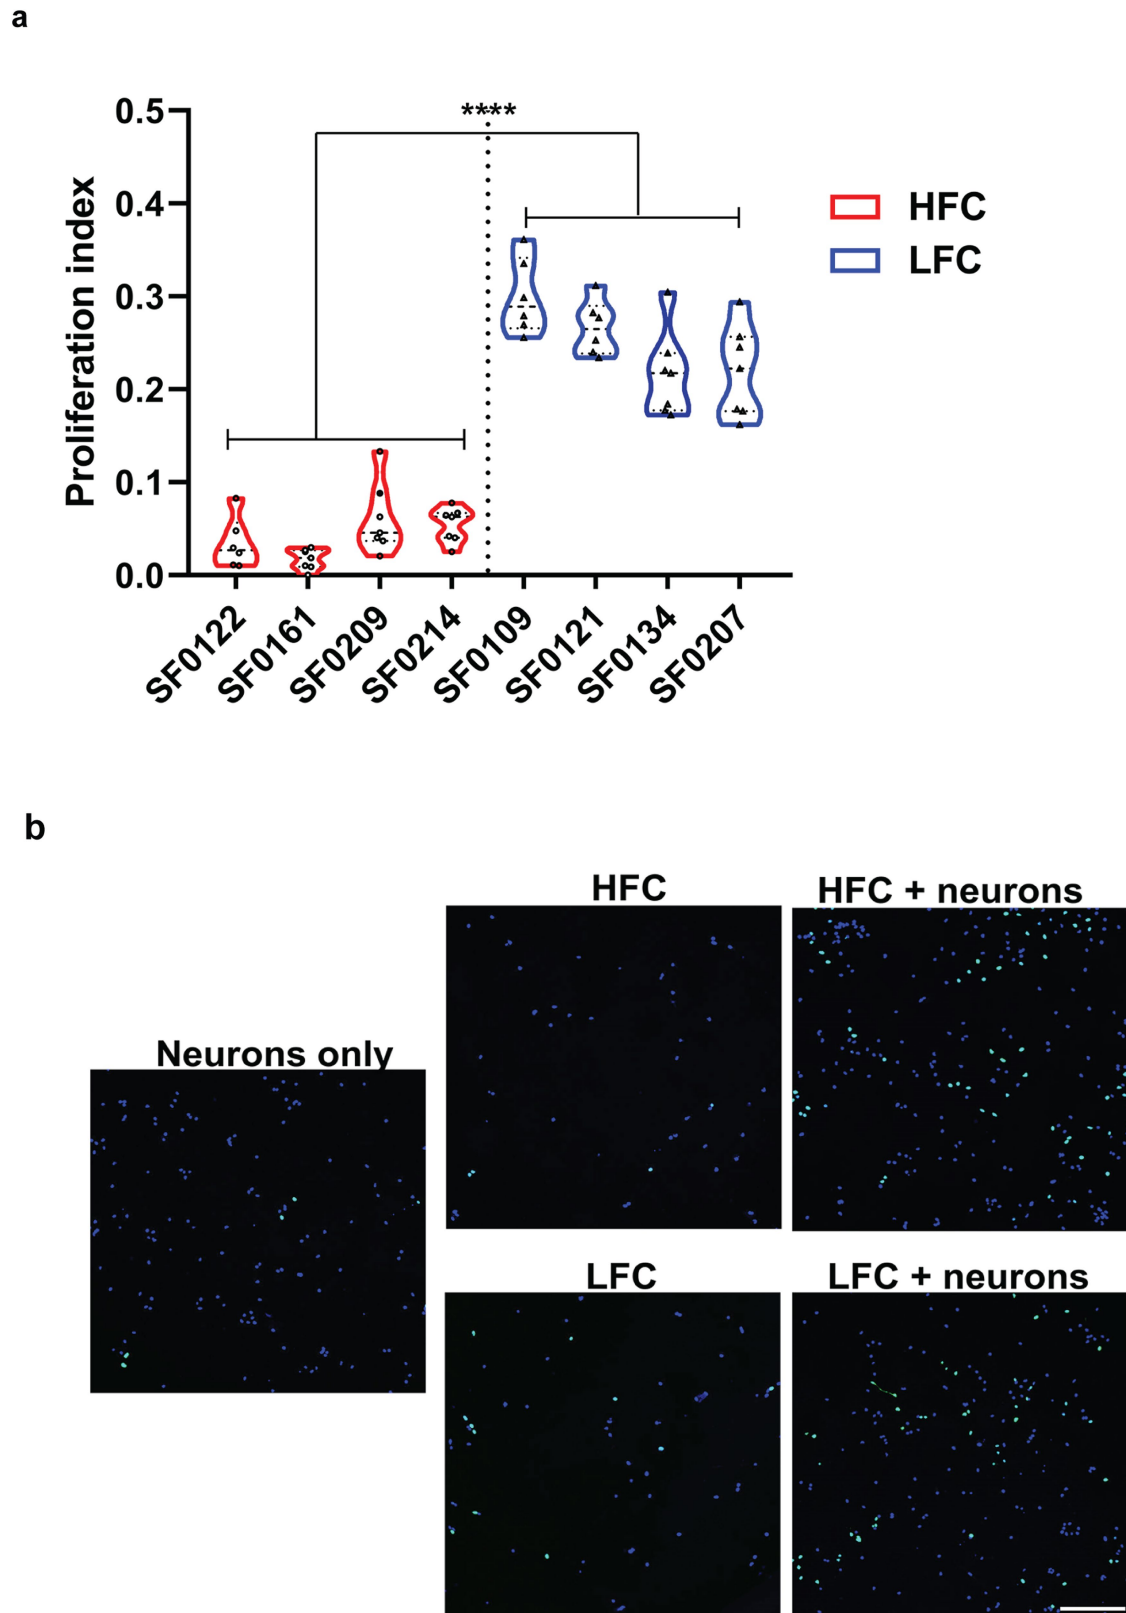 a
****
0.5
0.4
0.3
0.2
0.1
0.0
Proliferation index
HFC
LFC
SF0122
SF0161
SF0209
SF0214
SF0109
SF0121
SF0134
SF0207
b
HFC
HFC + neurons
Neurons only
LFC
LFC + neurons